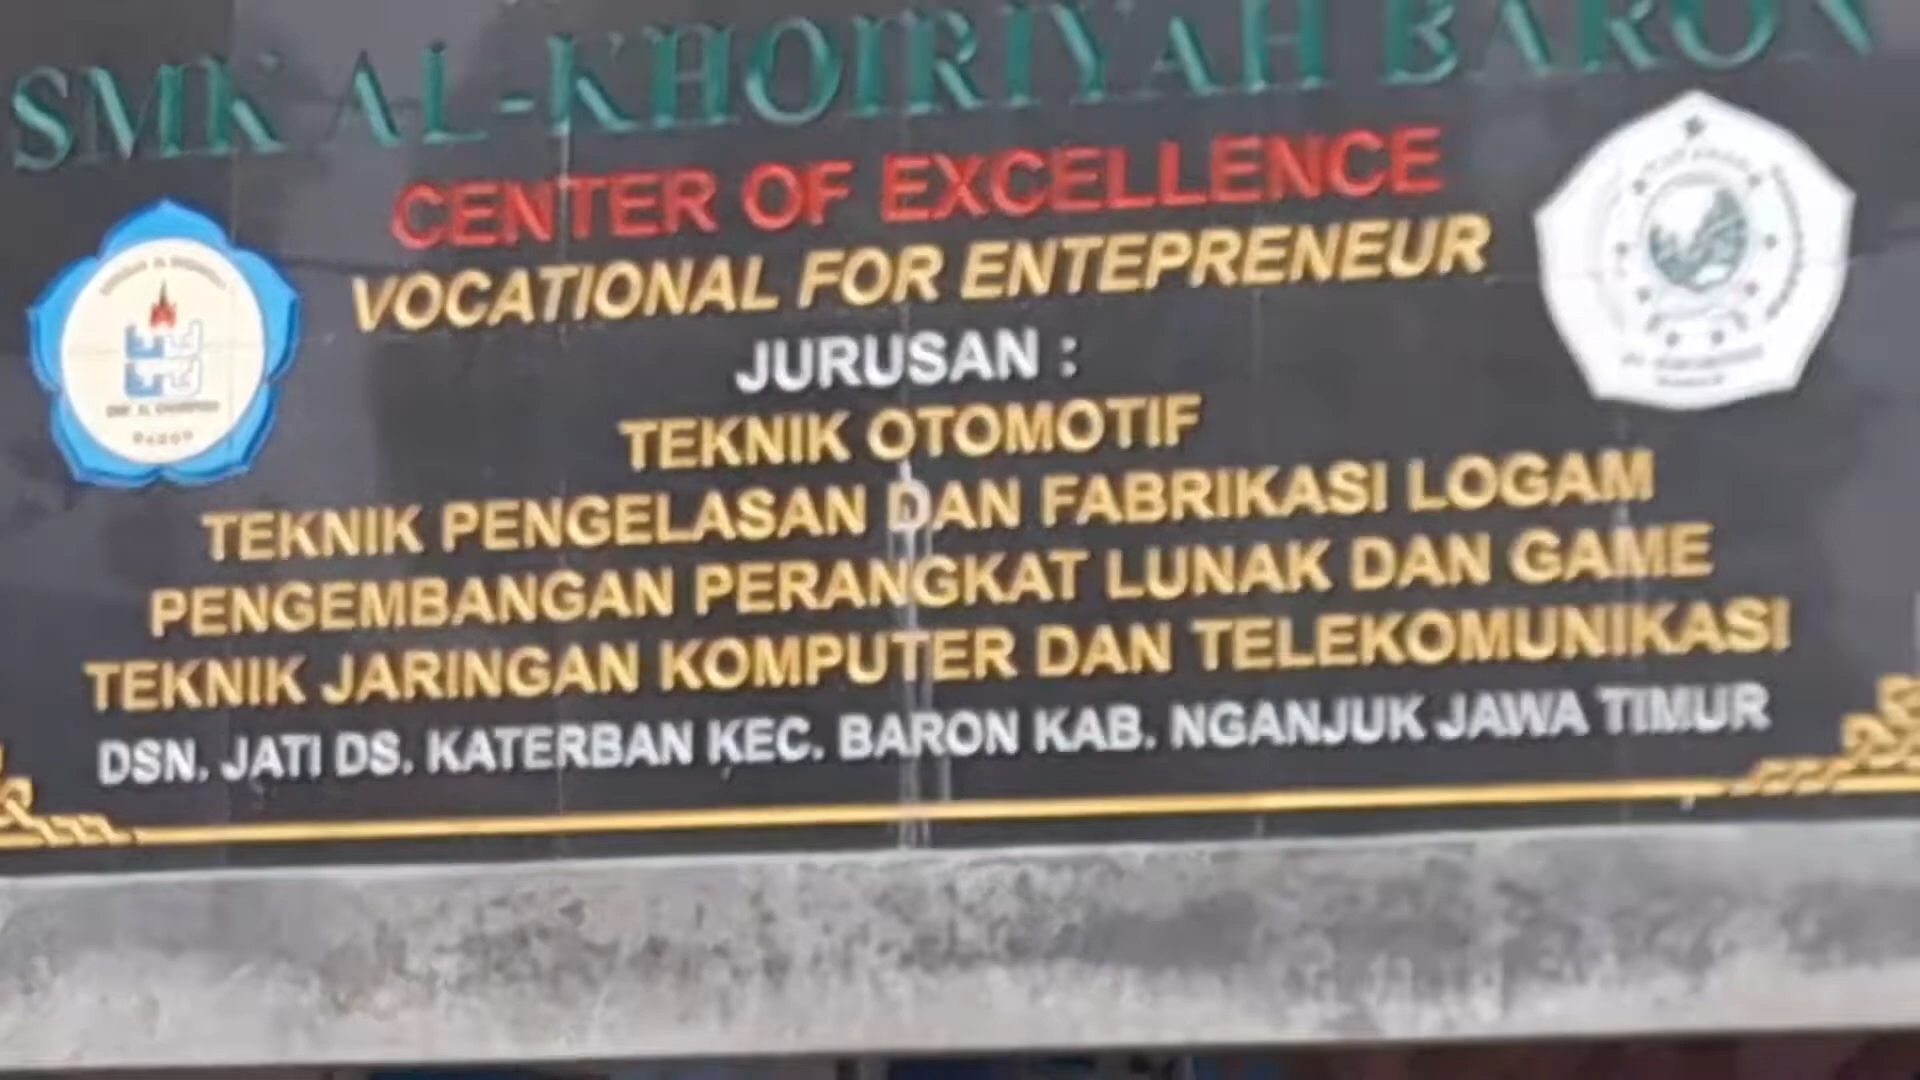 SMK AL-KHOIRIYAH BARON
CENTER OF EXCELLENCE
VOCATIONAL FOR ENTEPRENEUR
JURUSAN :
TEKNIK OTOMOTIF
TEKNIK PENGELASAN DAN FABRIKASI LOGAM
PENGEMBANGAN PERANGKAT LUNAK DAN GAME
TEKNIK JARINGAN KOMPUTER DAN TELEKOMUNIKASI
DSN. JATI DS. KATERBAN KEC. BARON KAB. NGANJUK JAWA TIMUR